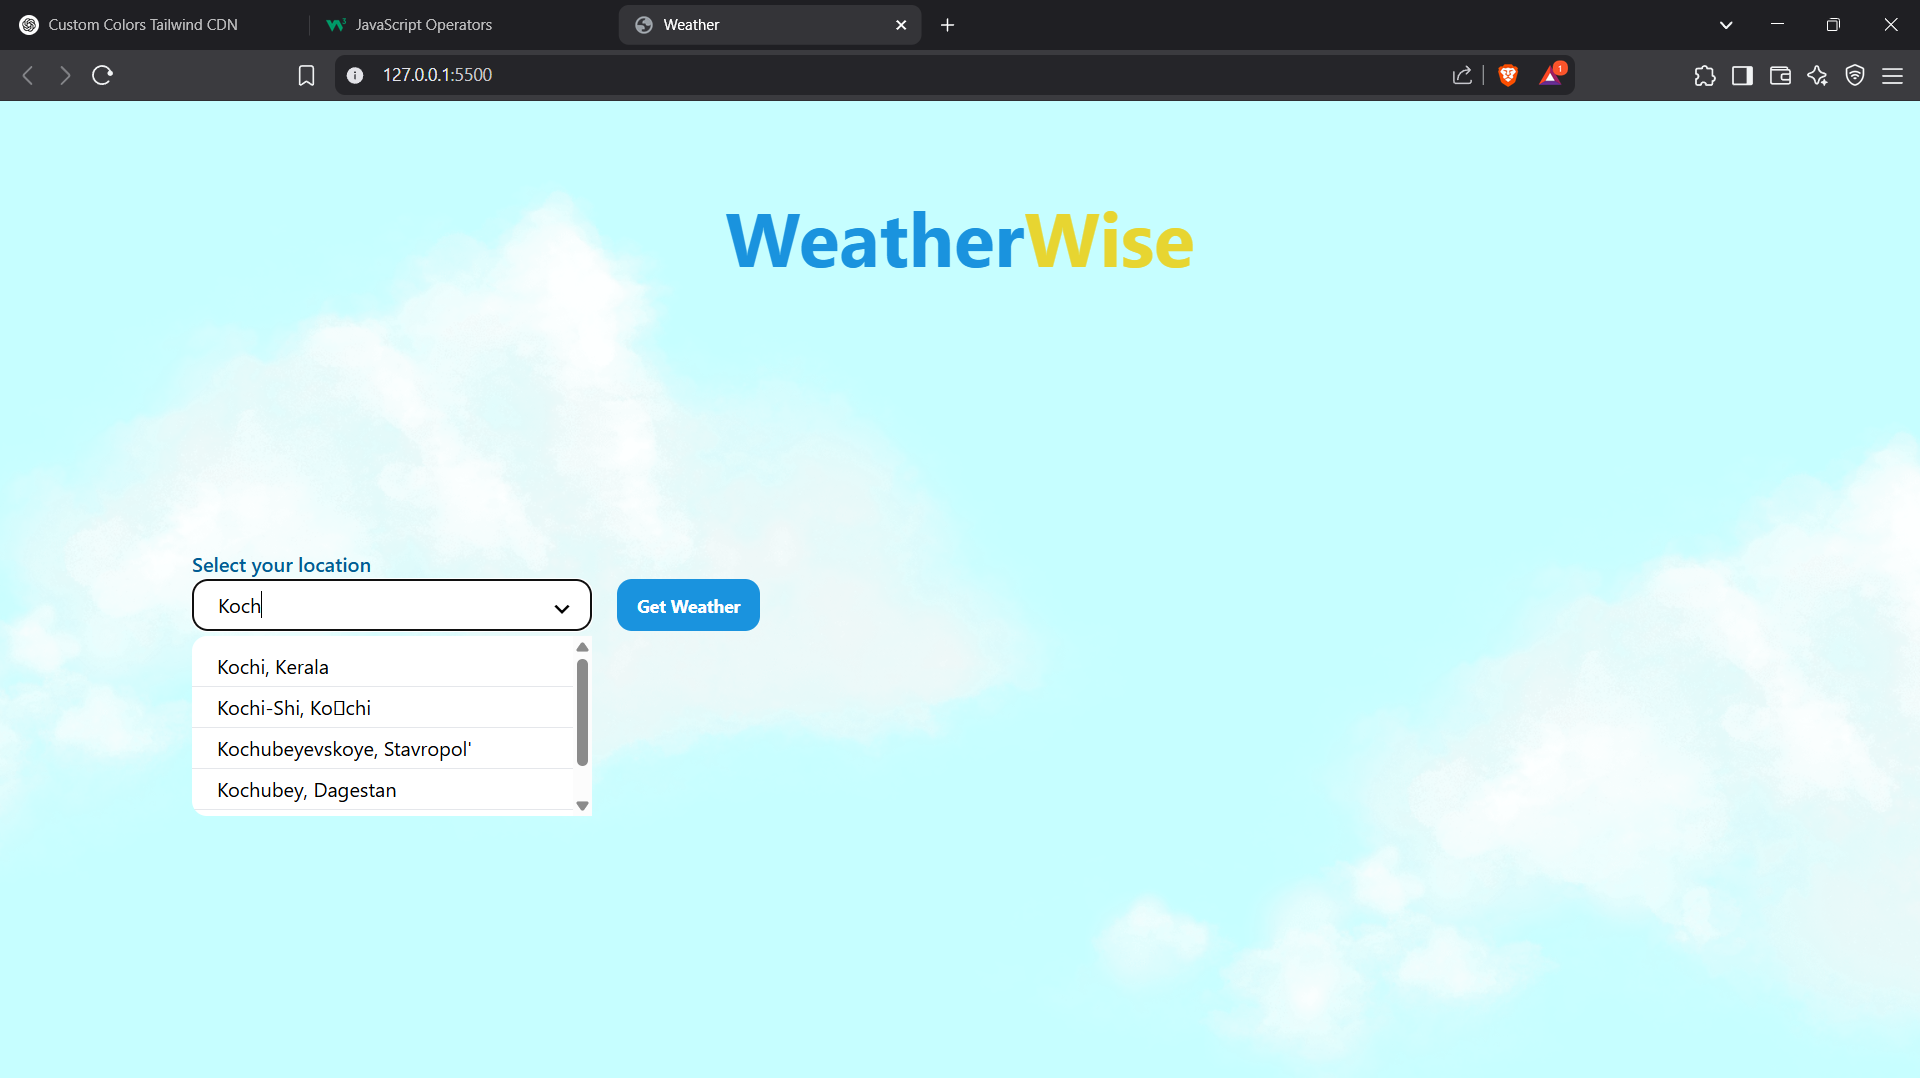 Custom Colors Tailwind CDN
JavaScript Operators
Weather
127.0.0.1:5500
1
WeatherWise
Select your location
Koch
Get Weather
Kochi, Kerala
Kochi-Shi, Ko▯chi
Kochubeyevskoye, Stavropol'
Kochubey, Dagestan